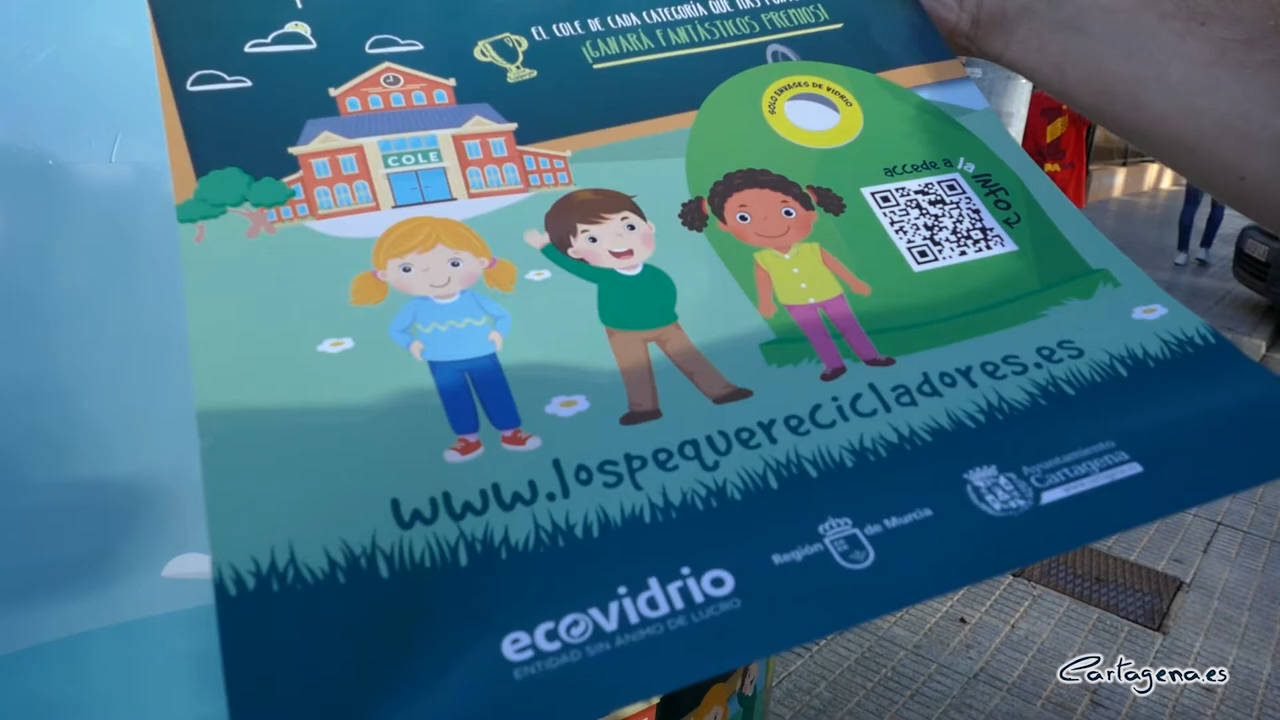 EL COLE DE CADA CATEGORÍA QUE MÁS
¡GANARÁ FANTÁSTICOS PREMIOS!
SOLO ENVASES DE VIDRIO
COLE
accede a la
INFO
www.lospequerecicladores.es
ecovidrio
ENTIDAD SIN ÁNIMO DE LUCRO
Región de Murcia
Ayuntamiento
Cartagena
Cartagena.es